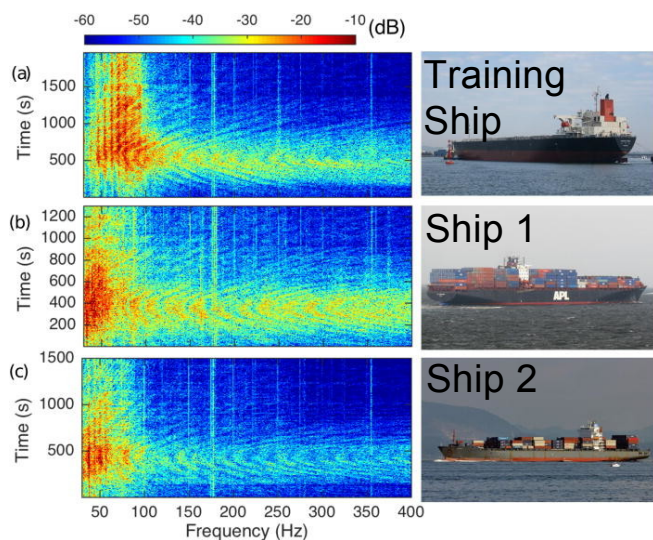 -60 -50 -40 -30 -20 -10 (dB)
(a)
Time (s)
1500
1000
500
Training
Ship
(b)
Time (s)
1200
1000
800
600
400
200
Ship 1
APL
(c)
Time (s)
1500
1000
500
Ship 2
50 100 150 200 250 300 350 400
Frequency (Hz)